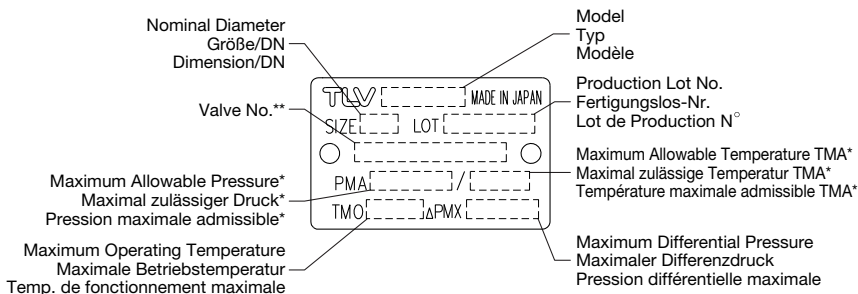 Nominal Diameter
Größe/DN
Dimension/DN
Model
Typ
Modèle
Valve No.**
Production Lot No.
Fertigungslos-Nr.
Lot de Production N°
TLV MADE IN JAPAN
SIZE LOT
PMA /
TMO ΔPMX
Maximum Allowable Pressure*
Maximal zulässiger Druck*
Pression maximale admissible*
Maximum Allowable Temperature TMA*
Maximal zulässige Temperatur TMA*
Température maximale admissible TMA*
Maximum Operating Temperature
Maximale Betriebstemperatur
Temp. de fonctionnement maximale
Maximum Differential Pressure
Maximaler Differenzdruck
Pression différentielle maximale